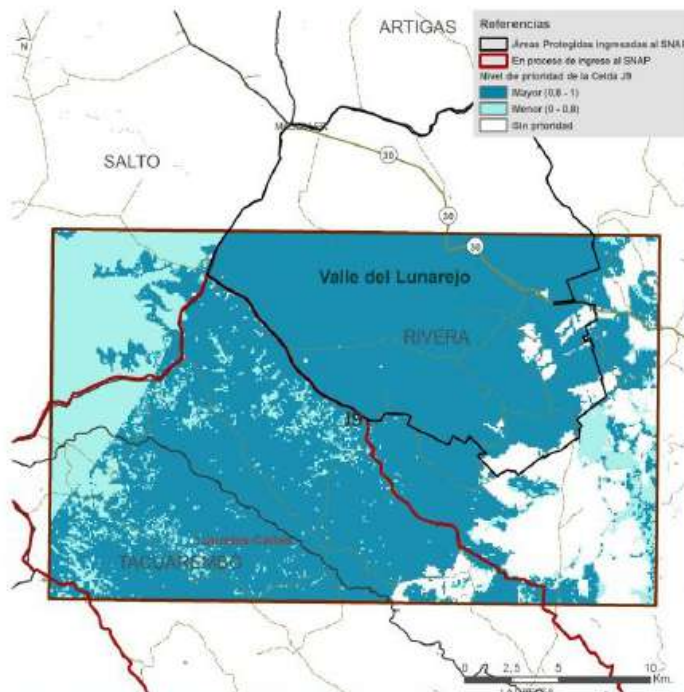 ARTIGAS
Referencias
Áreas Protegidas ingresadas al SNAP
En proceso de ingreso al SNAP
Nivel de prioridad de la Celda J9
Mayor (0,8 - 1)
Menor (0 - 0,8)
Sin prioridad
N
SALTO
30
30
30
Valle del Lunarejo
RIVERA
J9
TACUAREMBÓ
0 2,5 5 10
Km.